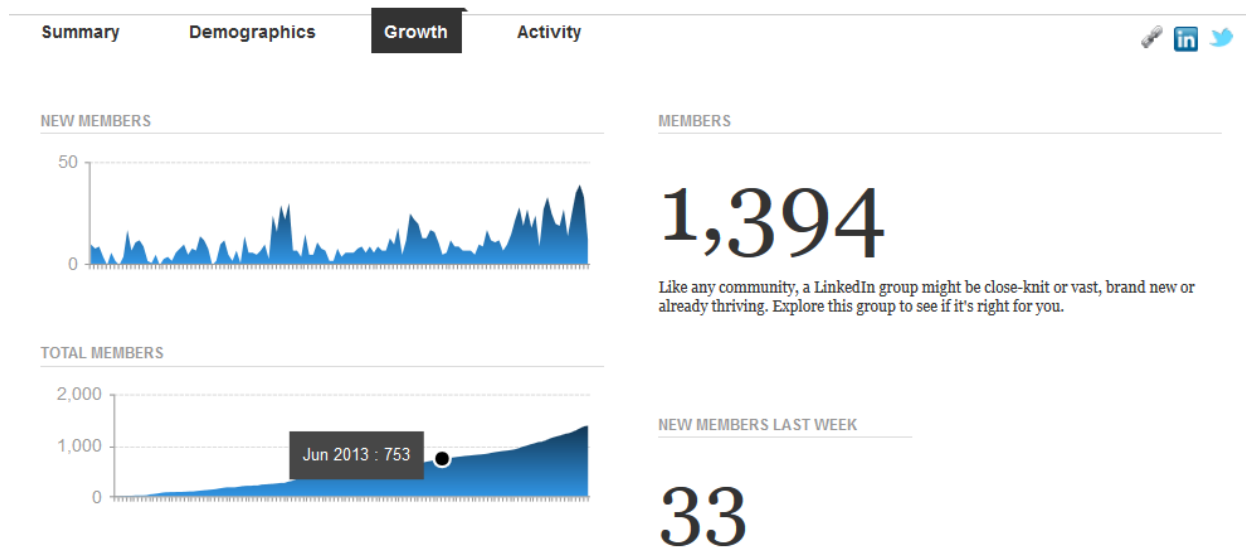 Summary Demographics Growth Activity
in
NEW MEMBERS
50
0
TOTAL MEMBERS
2,000
1,000
0
Jun 2013 : 753
MEMBERS
1,394
Like any community, a LinkedIn group might be close-knit or vast, brand new or
already thriving. Explore this group to see if it's right for you.
NEW MEMBERS LAST WEEK
33